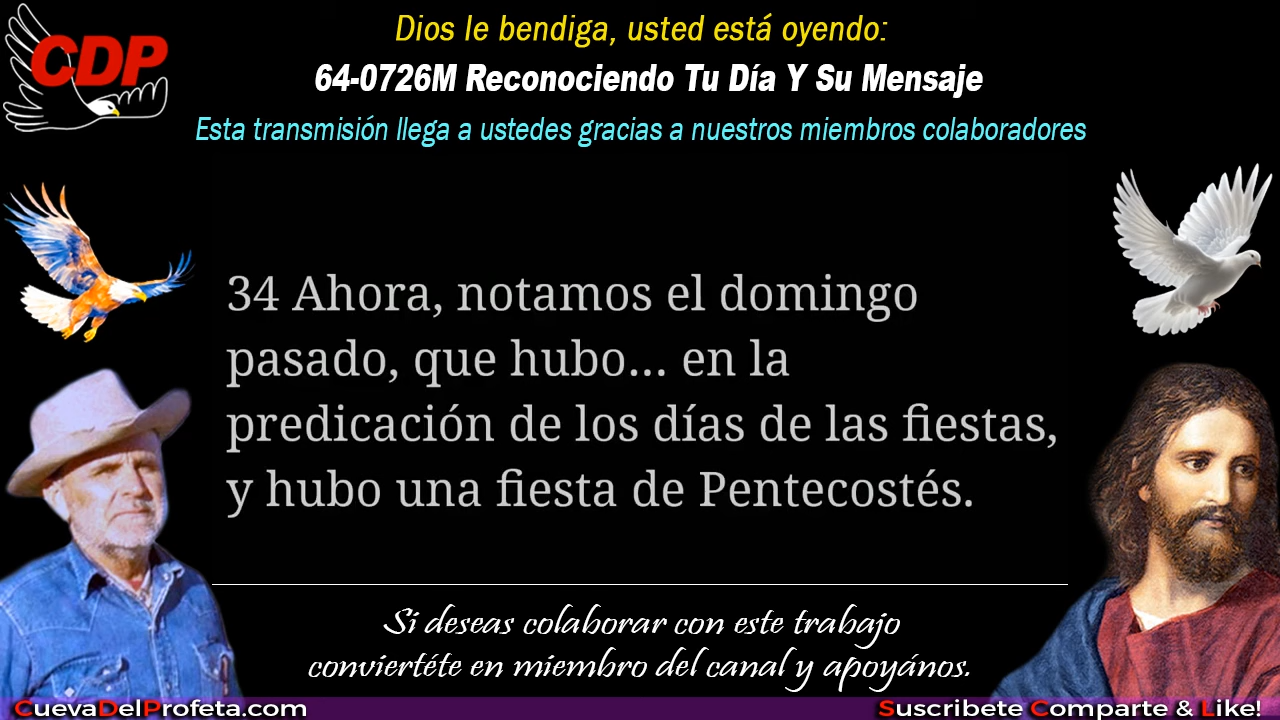 CDP
Dios le bendiga, usted está oyendo:
64-0726M Reconociendo Tu Día Y Su Mensaje
Esta transmisión llega a ustedes gracias a nuestros miembros colaboradores
34 Ahora, notamos el domingo
pasado, que hubo... en la
predicación de los días de las fiestas,
y hubo una fiesta de Pentecostés.
Si deseas colaborar con este trabajo
conviertéte en miembro del canal y apoyános.
CuevaDelProfeta.com
Suscribete Comparte & Like!